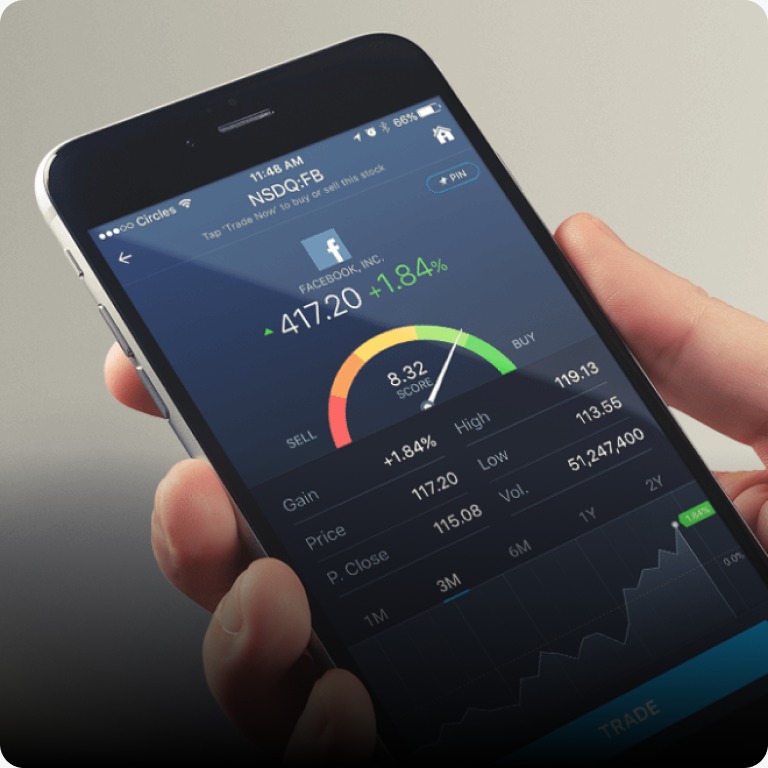 Circles 11:48 AM 66%
NSDQ:FB
Tap 'Trade Now' to buy or sell this stock
PIN
f
FACEBOOK, INC.
417.20 +1.84%
8.32
SCORE
SELL
BUY
Gain +1.84% High 119.13
Price 117.20 Low 113.55
P. Close 115.08 Vol. 51,247,400
1M 3M 6M 1Y 2Y
1.84%
0.0%
TRADE